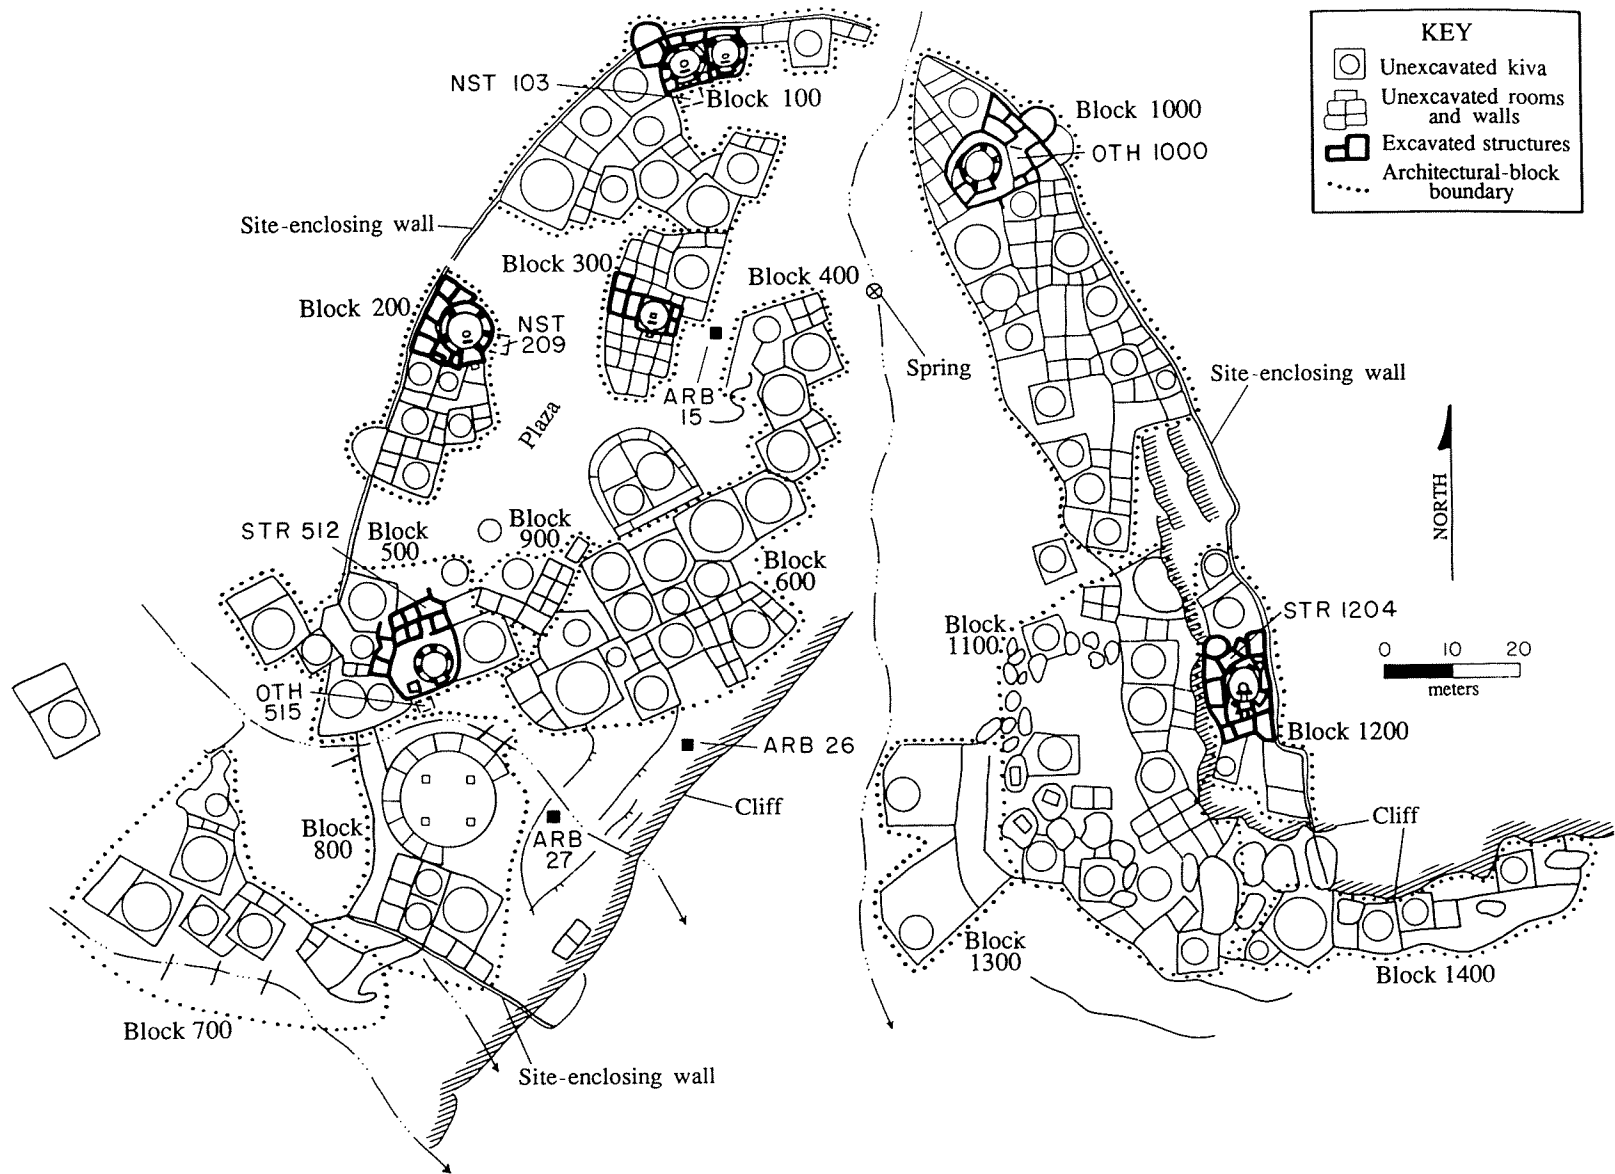 KEY
Unexcavated kiva
Unexcavated rooms
and walls
Excavated structures
Architectural-block
boundary
NST 103
Block 100
Block 1000
OTH 1000
Site-enclosing wall
Block 300
Block 400
Block 200
NST
209
Spring
Site-enclosing wall
ARB
15
Plaza
NORTH
STR 512
Block
500
Block
900
Block
600
STR 1204
Block
1100
0 10 20
meters
OTH
515
Block 1200
ARB 26
Cliff
Cliff
Block
800
ARB
27
Block
1300
Block 1400
Block 700
Site-enclosing wall